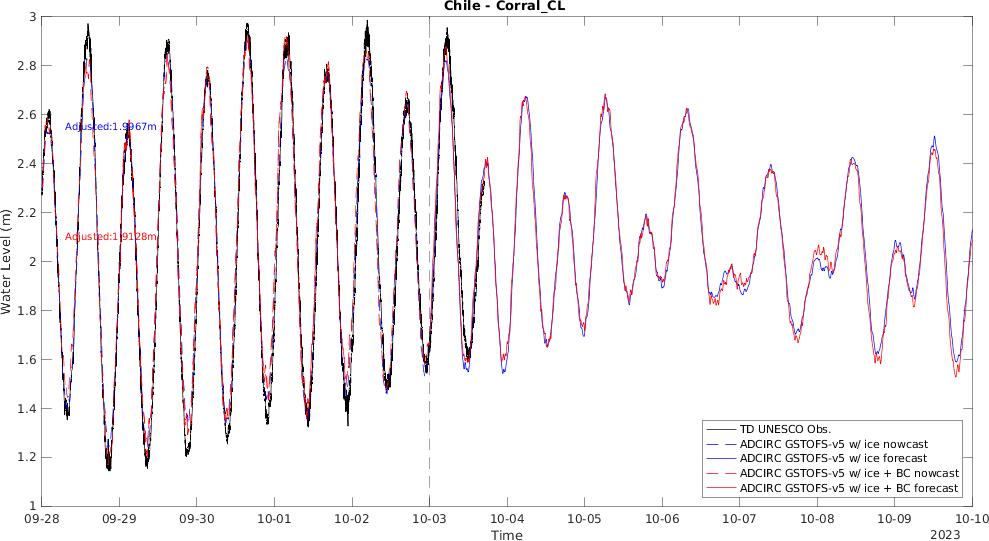 Chile - Corral_CL
3
2.8
2.6
2.4
2.2
2
1.8
1.6
1.4
1.2
1
Water Level (m)
Adjusted:1.9967m
Adjusted:1.9128m
TD UNESCO Obs.
ADCIRC GSTOFS-v5 w/ ice nowcast
ADCIRC GSTOFS-v5 w/ ice forecast
ADCIRC GSTOFS-v5 w/ ice + BC nowcast
ADCIRC GSTOFS-v5 w/ ice + BC forecast
09-28 09-29 09-30 10-01 10-02 10-03 10-04 10-05 10-06 10-07 10-08 10-09 10-10
Time
2023